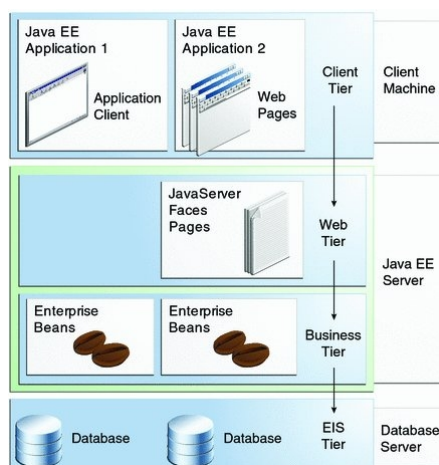 Java EE
Application 1
Application
Client
Java EE
Application 2
Web
Pages
Client
Tier
Client
Machine
JavaServer
Faces
Pages
Web
Tier
Java EE
Server
Enterprise
Beans
Enterprise
Beans
Business
Tier
Database
Database
EIS
Tier
Database
Server